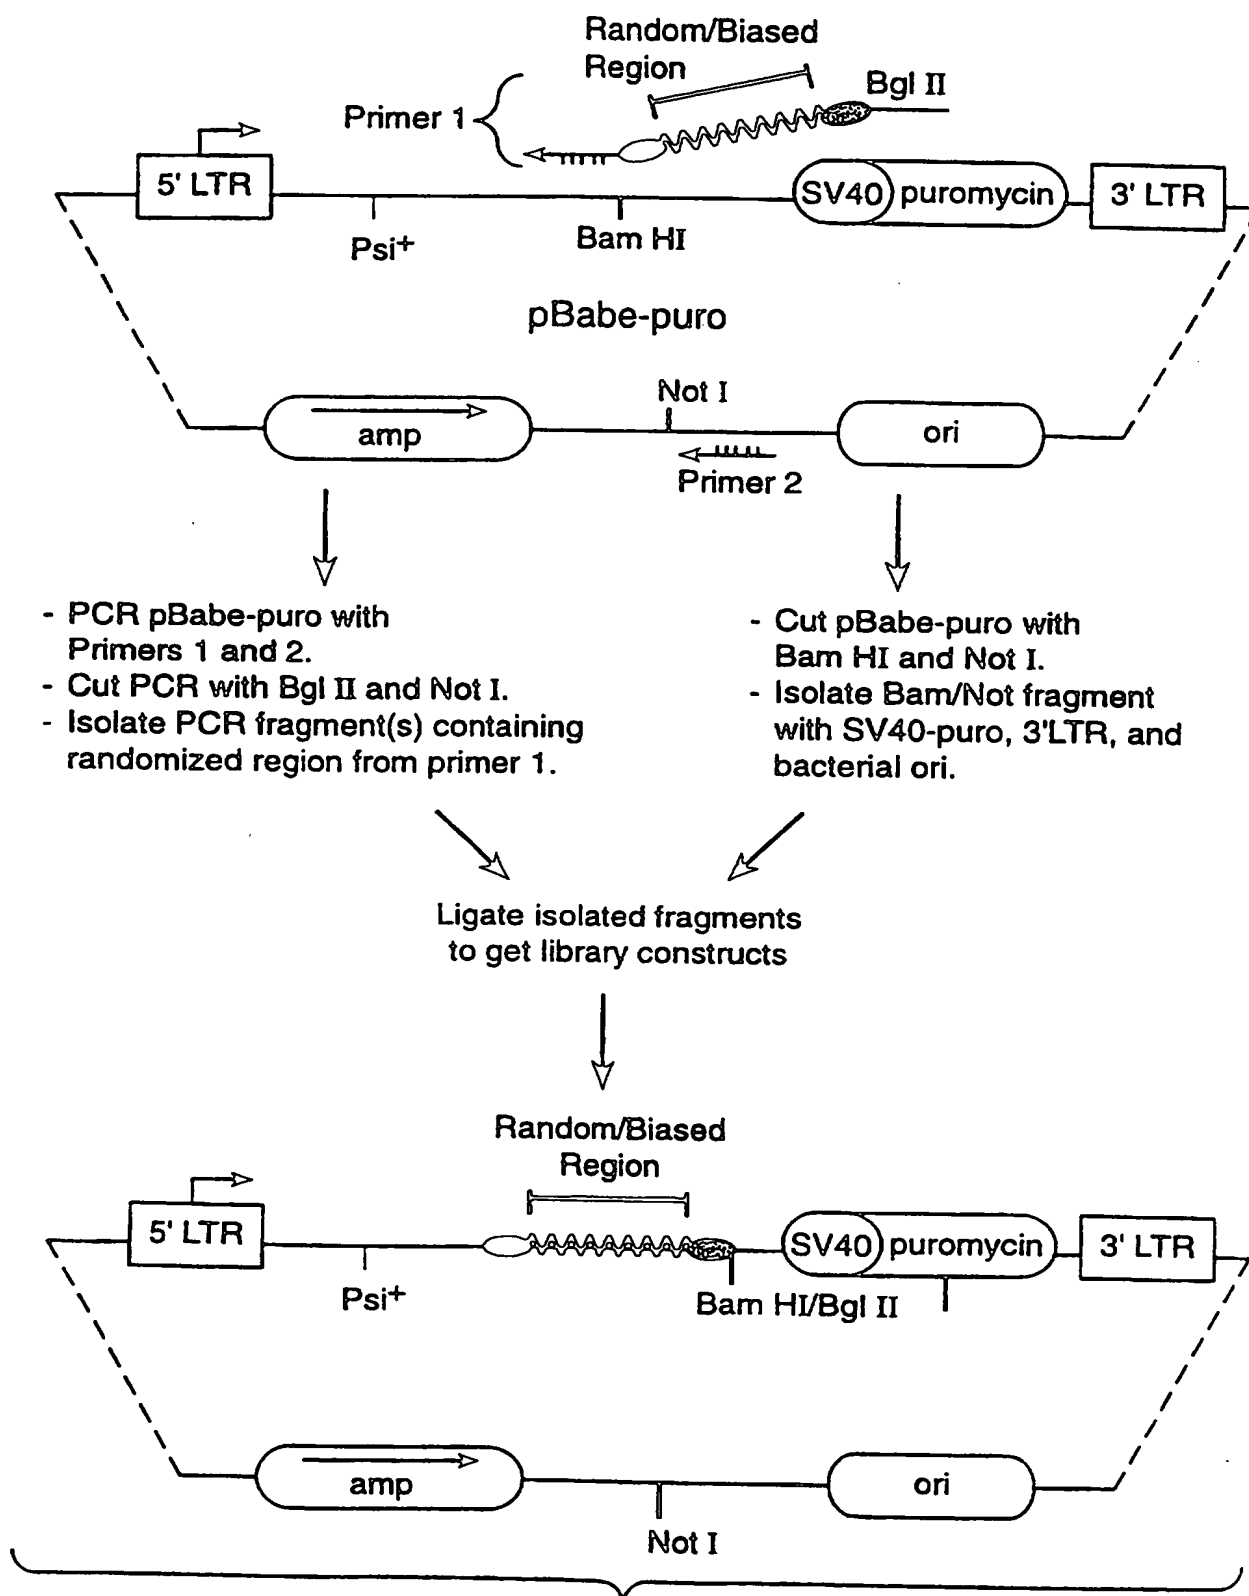 Random/Biased
Region
Bgl II
Primer 1
5' LTR
SV40
puromycin
3' LTR
Psi+
Bam HI
pBabe-puro
Not I
amp
ori
Primer 2
- PCR pBabe-puro with
Primers 1 and 2.
- Cut PCR with Bgl II and Not I.
- Isolate PCR fragment(s) containing
randomized region from primer 1.
- Cut pBabe-puro with
Bam HI and Not I.
- Isolate Bam/Not fragment
with SV40-puro, 3'LTR, and
bacterial ori.
Ligate isolated fragments
to get library constructs
Random/Biased
Region
5' LTR
SV40
puromycin
3' LTR
Psi+
Bam HI/Bgl II
amp
ori
Not I